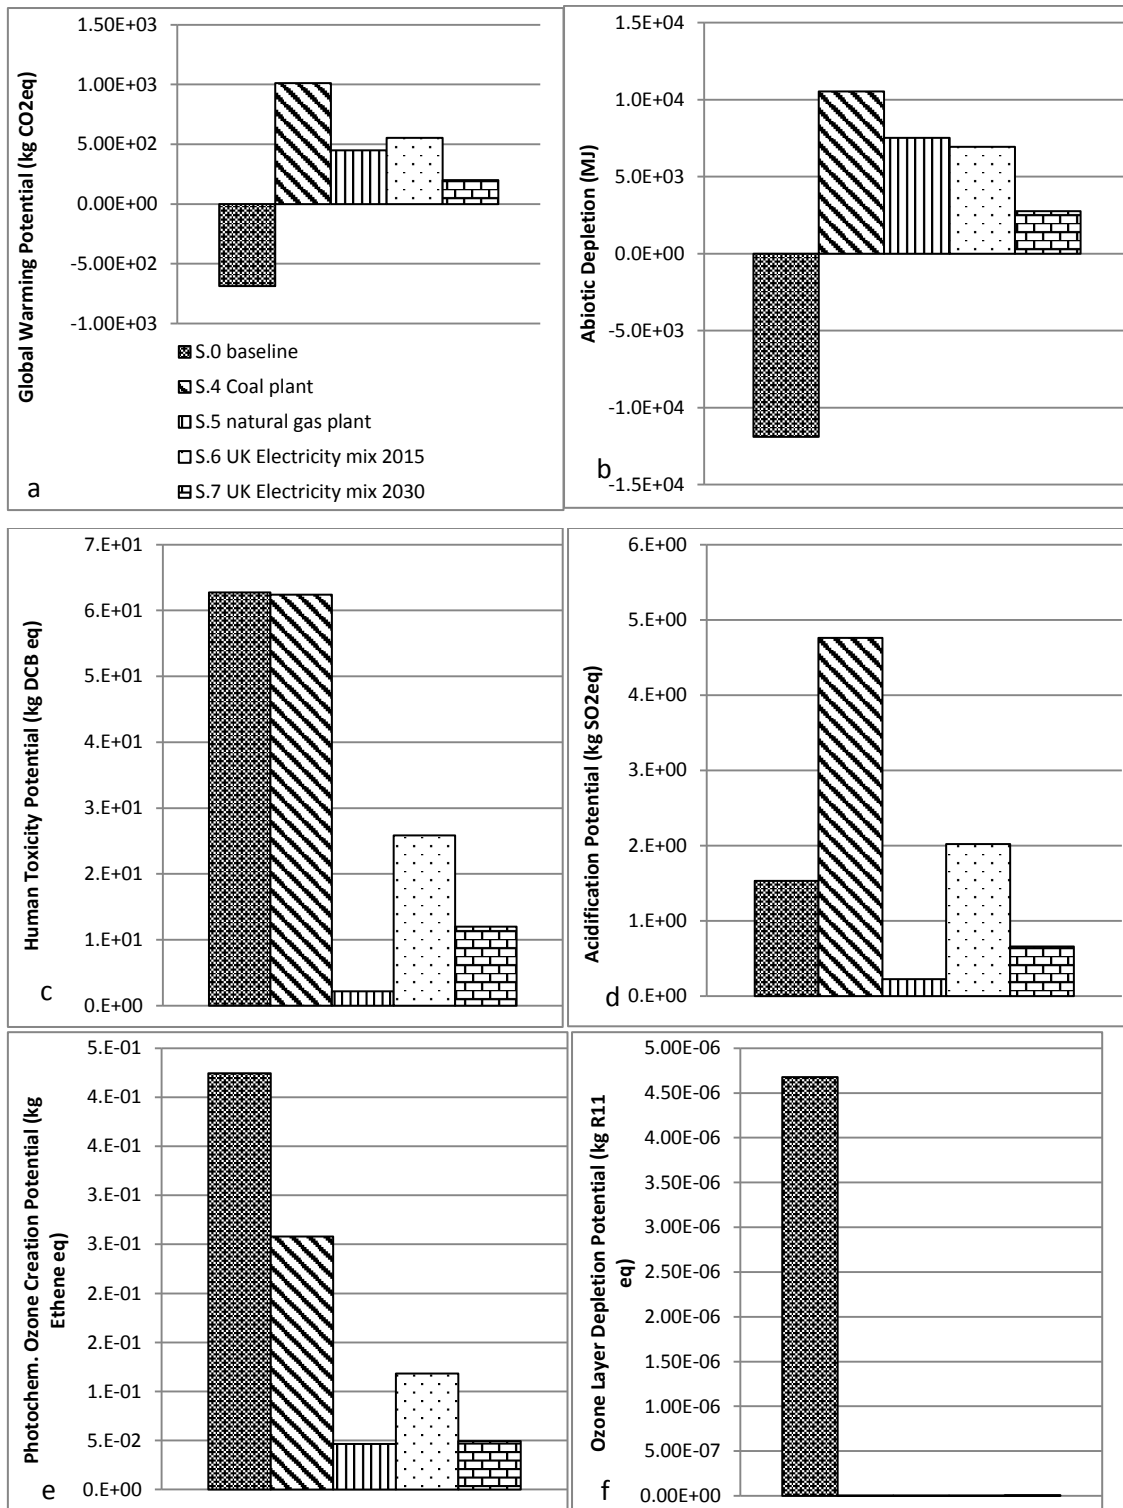 Global Warming Potential (kg CO2eq)
1.50E+03
1.00E+03
5.00E+02
0.00E+00
-5.00E+02
-1.00E+03
S.0 baseline
S.4 Coal plant
S.5 natural gas plant
S.6 UK Electricity mix 2015
S.7 UK Electricity mix 2030
a
Abiotic Depletion (MJ)
1.5E+04
1.0E+04
5.0E+03
0.0E+00
-5.0E+03
-1.0E+04
-1.5E+04
b
Human Toxicity Potential (kg DCB eq)
7.E+01
6.E+01
5.E+01
4.E+01
3.E+01
2.E+01
1.E+01
0.E+00
c
Acidification Potential (kg SO2eq)
6.E+00
5.E+00
4.E+00
3.E+00
2.E+00
1.E+00
0.E+00
d
Photochem. Ozone Creation Potential (kg
Ethene eq)
5.E-01
4.E-01
4.E-01
3.E-01
3.E-01
2.E-01
2.E-01
1.E-01
5.E-02
0.E+00
e
Ozone Layer Depletion Potential (kg R11
eq)
5.00E-06
4.50E-06
4.00E-06
3.50E-06
3.00E-06
2.50E-06
2.00E-06
1.50E-06
1.00E-06
5.00E-07
0.00E+00
f